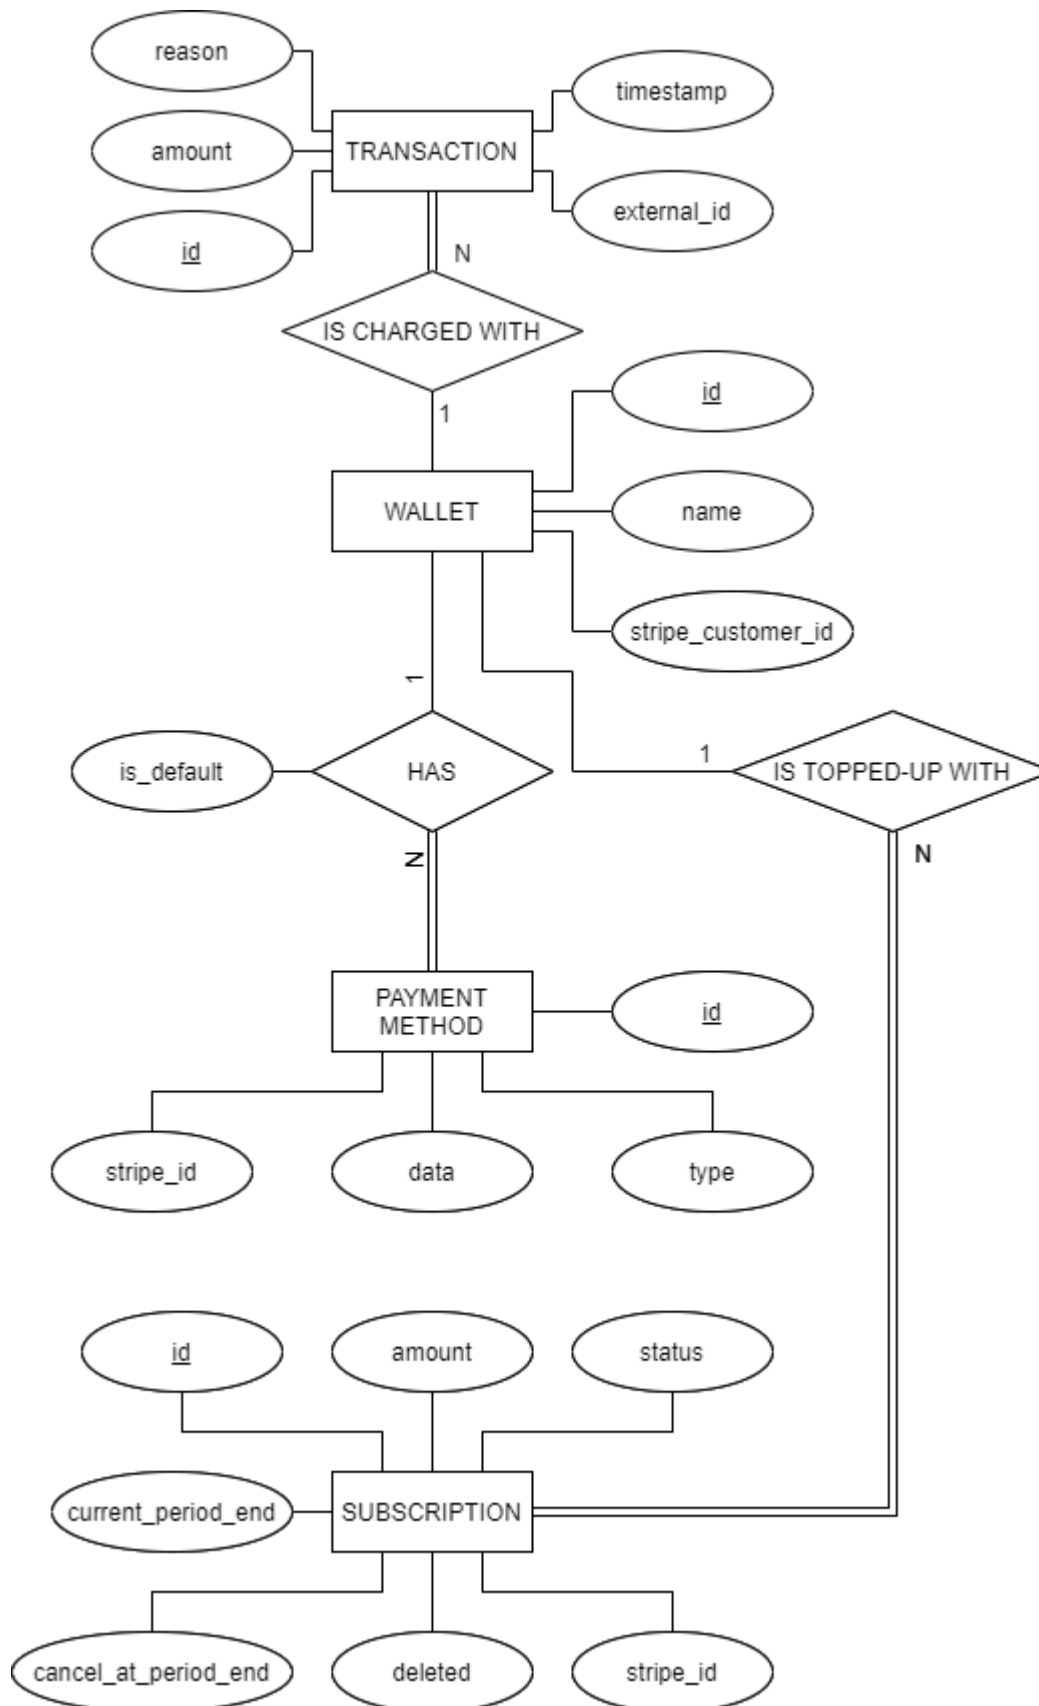 reason
timestamp
amount
TRANSACTION
external_id
id
N
IS CHARGED WITH
1
id
WALLET
name
stripe_customer_id
1
1
is_default
HAS
IS TOPPED-UP WITH
N
N
PAYMENT
METHOD
id
stripe_id
data
type
id
amount
status
current_period_end
SUBSCRIPTION
cancel_at_period_end
deleted
stripe_id